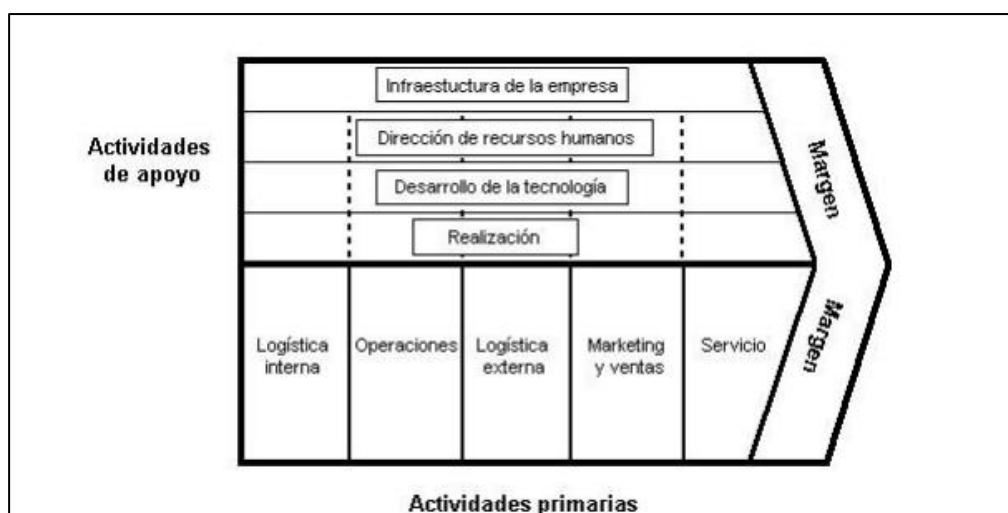 Infraestuctura de la empresa
Dirección de recursos humanos
Actividades
de apoyo
Desarrollo de la tecnología
Realización
Margen
Margen
Logística
interna
Operaciones
Logística
externa
Marketing
y ventas
Servicio
Actividades primarias